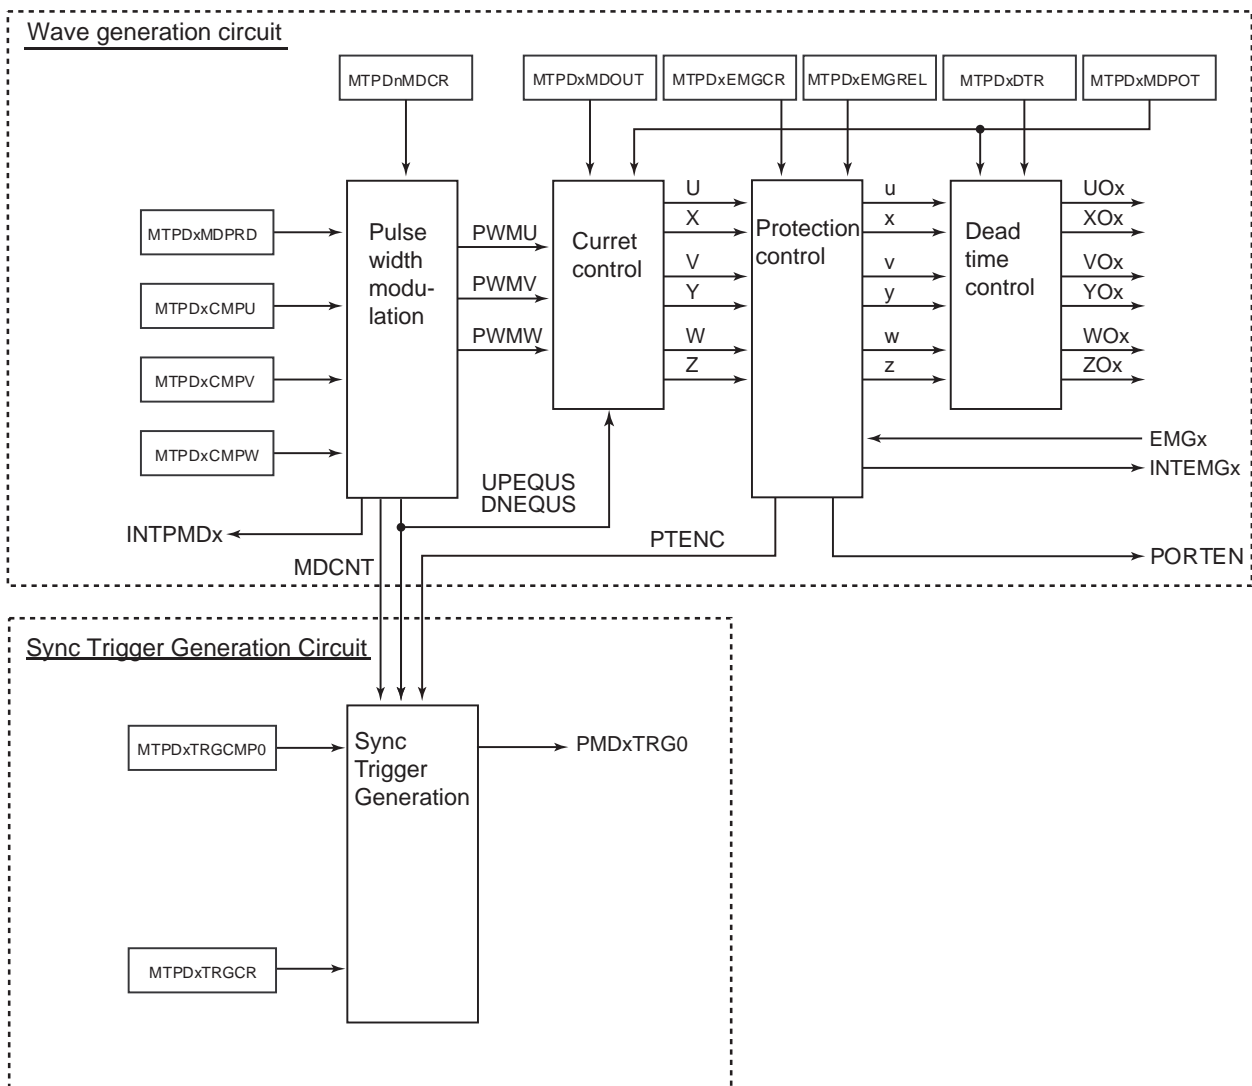 Wave generation circuit
MTPDnMDCR
MTPDxMDOUT
MTPDxEMGCR
MTPDxEMGREL
MTPDxDTR
MTPDxMDPOT
MTPDxMDPRD
MTPDxCMPU
MTPDxCMPV
MTPDxCMPW
Pulse
width
modu-
lation
PWMU
PWMV
PWMW
Curret
control
U
X
V
Y
W
Z
Protection
control
u
x
v
y
w
z
Dead
time
control
UOx
XOx
VOx
YOx
WOx
ZOx
EMGx
INTEMGx
UPEQUS
DNEQUS
INTPMDx
MDCNT
PTENC
PORTEN
Sync Trigger Generation Circuit
MTPDxTRGCMP0
MTPDxTRGCR
Sync
Trigger
Generation
PMDxTRG0